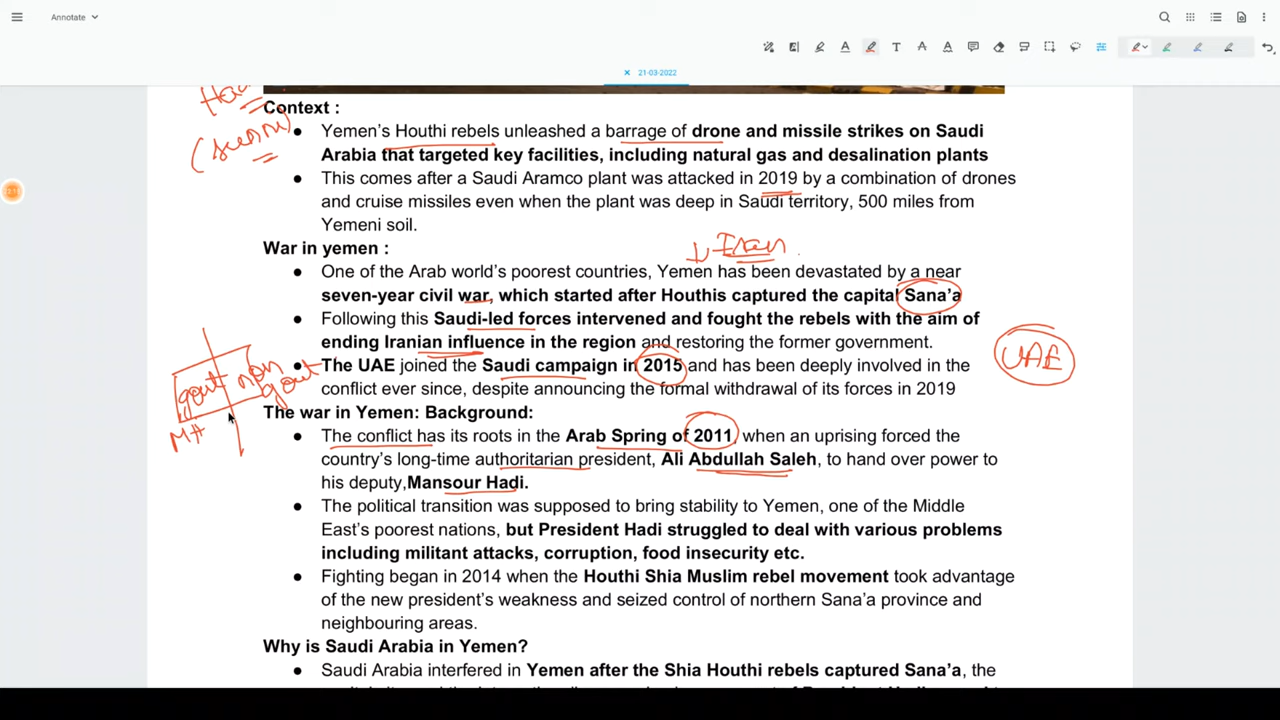 Annotate
21-03-2022
Context :
(sunni)
● Yemen's Houthi rebels unleashed a barrage of drone and missile strikes on Saudi
Arabia that targeted key facilities, including natural gas and desalination plants
● This comes after a Saudi Aramco plant was attacked in 2019 by a combination of drones
and cruise missiles even when the plant was deep in Saudi territory, 500 miles from
Yemeni soil.
War in yemen :
↓ Iran
● One of the Arab world's poorest countries, Yemen has been devastated by a near
seven-year civil war, which started after Houthis captured the capital Sana'a
● Following this Saudi-led forces intervened and fought the rebels with the aim of
ending Iranian influence in the region and restoring the former government.
UAE
● The UAE joined the Saudi campaign in 2015 and has been deeply involved in the
conflict ever since, despite announcing the formal withdrawal of its forces in 2019
govt non
govt
MH
The war in Yemen: Background:
● The conflict has its roots in the Arab Spring of 2011, when an uprising forced the
country's long-time authoritarian president, Ali Abdullah Saleh, to hand over power to
his deputy,Mansour Hadi.
● The political transition was supposed to bring stability to Yemen, one of the Middle
East's poorest nations, but President Hadi struggled to deal with various problems
including militant attacks, corruption, food insecurity etc.
● Fighting began in 2014 when the Houthi Shia Muslim rebel movement took advantage
of the new president's weakness and seized control of northern Sana'a province and
neighbouring areas.
Why is Saudi Arabia in Yemen?
● Saudi Arabia interfered in Yemen after the Shia Houthi rebels captured Sana'a, the